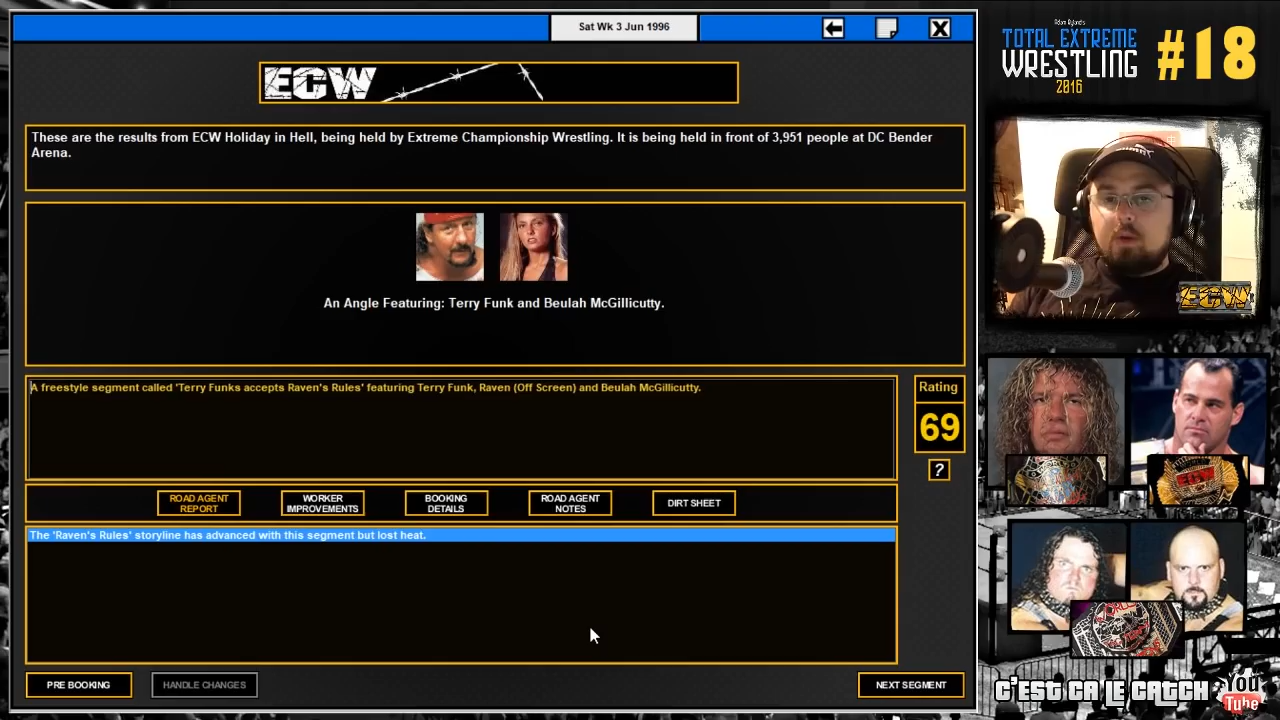 Sat Wk 3 Jun 1996
ECW
These are the results from ECW Holiday in Hell, being held by Extreme Championship Wrestling. It is being held in front of 3,951 people at DC Bender
Arena.
An Angle Featuring: Terry Funk and Beulah McGillicutty.
A freestyle segment called 'Terry Funks accepts Raven's Rules' featuring Terry Funk, Raven (Off Screen) and Beulah McGillicutty.
Rating
69
?
ROAD AGENT
REPORT
WORKER
IMPROVEMENTS
BOOKING
DETAILS
ROAD AGENT
NOTES
DIRT SHEET
The 'Raven's Rules' storyline has advanced with this segment but lost heat.
PRE BOOKING
HANDLE CHANGES
NEXT SEGMENT
Adam Ryland's
TOTAL EXTREME
WRESTLING
2016
#18
ECW
C'EST CA LE CATCH
You
Tube